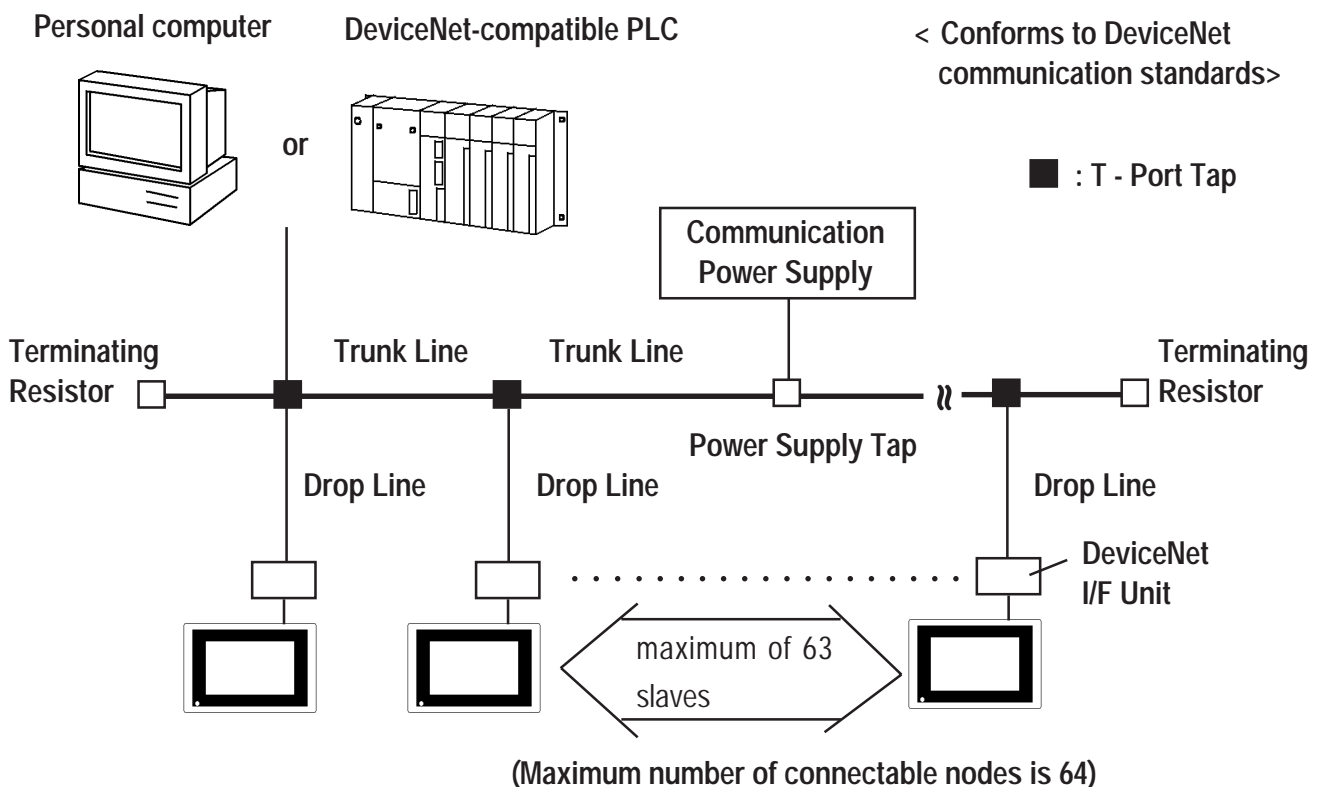 Personal computer
DeviceNet-compatible PLC
< Conforms to DeviceNet
communication standards>
or
■ : T - Port Tap
Communication
Power Supply
Terminating
Resistor
Trunk Line
Trunk Line
Terminating
Resistor
Power Supply Tap
Drop Line
Drop Line
Drop Line
DeviceNet
I/F Unit
maximum of 63
slaves
(Maximum number of connectable nodes is 64)